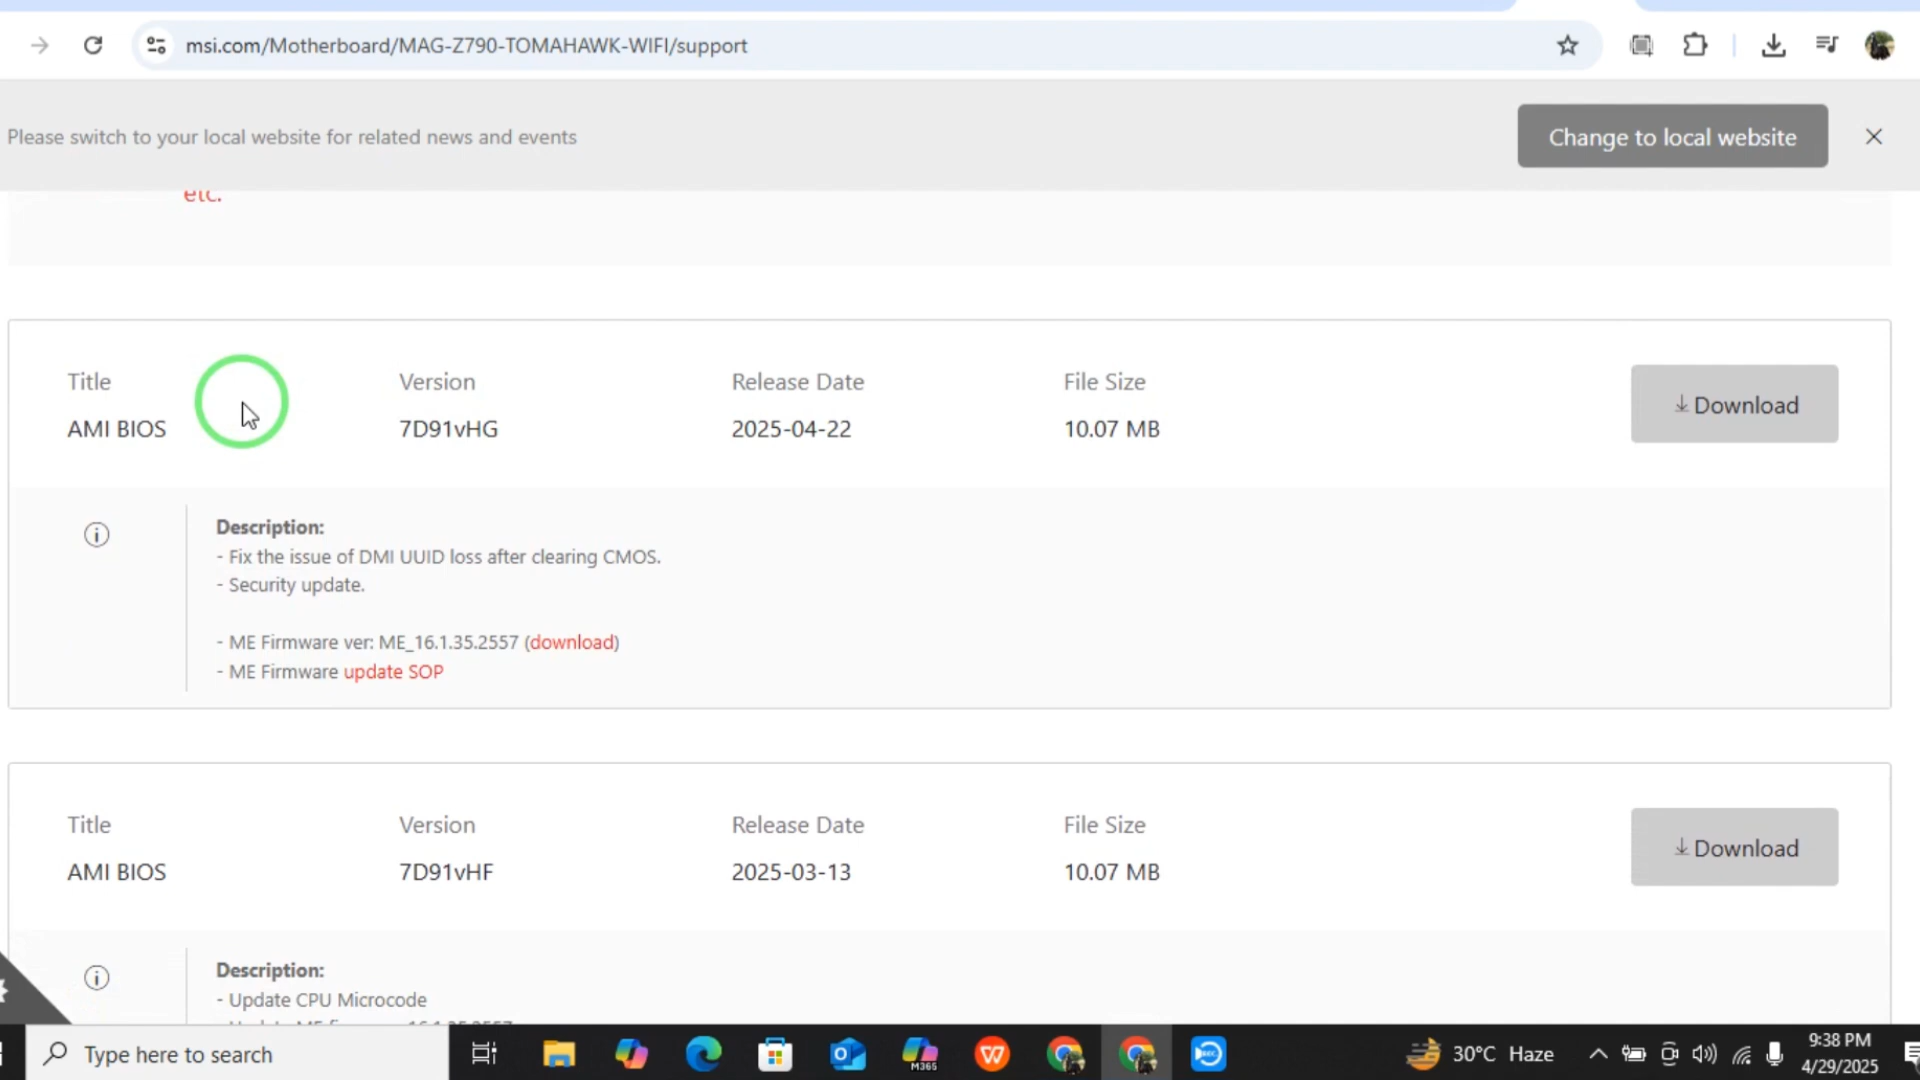 msi.com/Motherboard/MAG-Z790-TOMAHAWK-WIFI/support
Please switch to your local website for related news and events
Change to local website
etc.
Title Version Release Date File Size
AMI BIOS 7D91vHG 2025-04-22 10.07 MB
Download
Description:
- Fix the issue of DMI UUID loss after clearing CMOS.
- Security update.
- ME Firmware ver: ME_16.1.35.2557 (download)
- ME Firmware update SOP
Title Version Release Date File Size
AMI BIOS 7D91vHF 2025-03-13 10.07 MB
Download
Description:
- Update CPU Microcode
Type here to search
M365
REC
30°C Haze
9:38 PM
4/29/2025